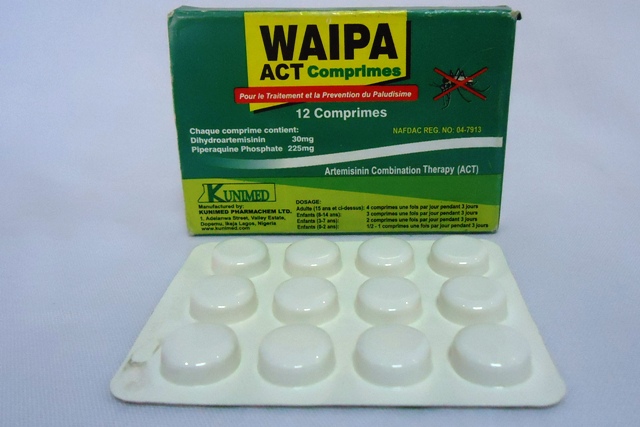 WAIPA
ACT Comprimes
Pour le Traitement et la Prevention du Paludisime
12 Comprimes
Chaque comprime contient:
Dihydroartemisinin 30mg
Piperaquine Phosphate 225mg
NAFDAC REG. NO: 04-7913
Artemisinin Combination Therapy (ACT)
KUNIMED
Manufactured by:
KUNIMED PHARMACHEM LTD.
1, Adelanwa Street, Valley Estate,
Dopemu, Ikeja Lagus, Nigeria
www.kunimed.com
DOSAGE:
Adulte (15 ans et ci-dessus): 4 comprimes une fois par jour pendant 3 jours
Enfants (8-14 ans): 3 comprimes une fois par jour pendant 3 jours
Enfants (3-7 ans): 2 comprimes une fois par jour pendant 3 jours
Enfants (0-2 ans): 1/2 - 1 comprimes une fois par jour pendant 3 jours